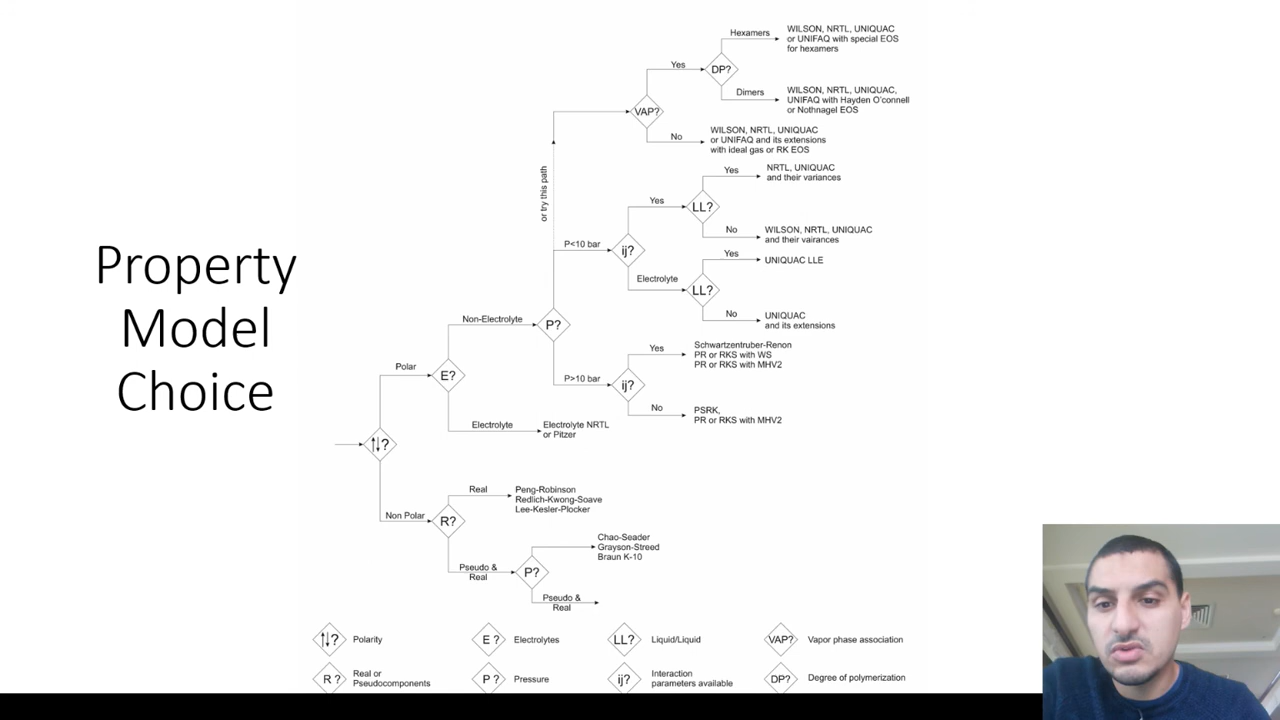 Property
Model
Choice
Hexamers
WILSON, NRTL, UNIQUAC
or UNIFAQ with special EOS
for hexamers
Yes
DP?
Dimers
WILSON, NRTL, UNIQUAC,
UNIFAQ with Hayden O'connell
or Nothnagel EOS
VAP?
No
WILSON, NRTL, UNIQUAC
or UNIFAQ and its extensions
with ideal gas or RK EOS
or try this path
Yes
NRTL, UNIQUAC
and their variances
Yes
LL?
No
WILSON, NRTL, UNIQUAC
and their vairances
P<10 bar
ij?
Yes
UNIQUAC LLE
Electrolyte
LL?
No
UNIQUAC
and its extensions
Non-Electrolyte
P?
Yes
Schwartzentruber-Renon
PR or RKS with WS
PR or RKS with MHV2
P>10 bar
ij?
No
PSRK,
PR or RKS with MHV2
Polar
E?
Electrolyte
Electrolyte NRTL
or Pitzer
↑↓?
Real
Peng-Robinson
Redlich-Kwong-Soave
Lee-Kesler-Plocker
Non Polar
R?
Chao-Seader
Grayson-Streed
Braun K-10
Pseudo &
Real
P?
Pseudo &
Real
↑↓? Polarity
E ? Electrolytes
LL? Liquid/Liquid
VAP? Vapor phase association
R ? Real or
Pseudocomponents
P ? Pressure
ij? Interaction
parameters available
DP? Degree of polymerization